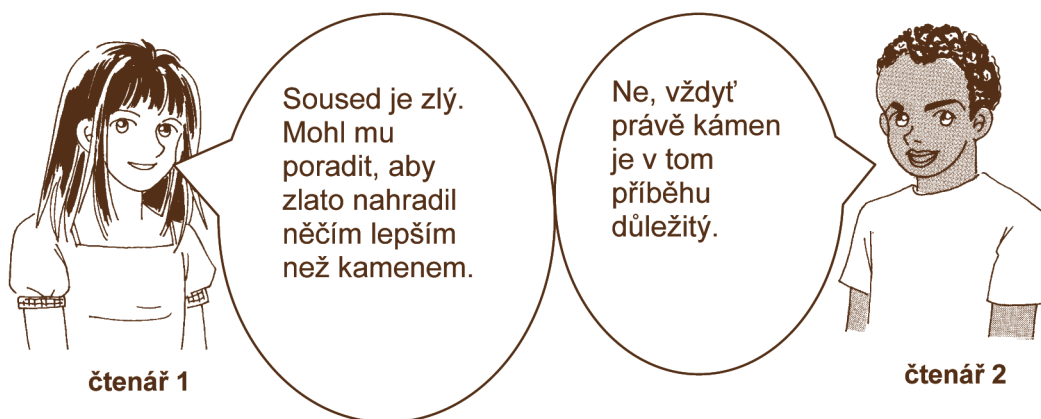 Soused je zlý.
Mohl mu
poradit, aby
zlato nahradil
něčím lepším
než kamenem.
Ne, vždyť
právě kámen
je v tom
příběhu
důležitý.
čtenář 1
čtenář 2